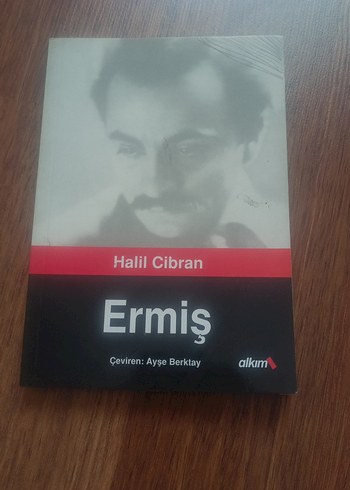 Halil Cibran
Ermiş
Çeviren: Ayşe Berktay
alkım